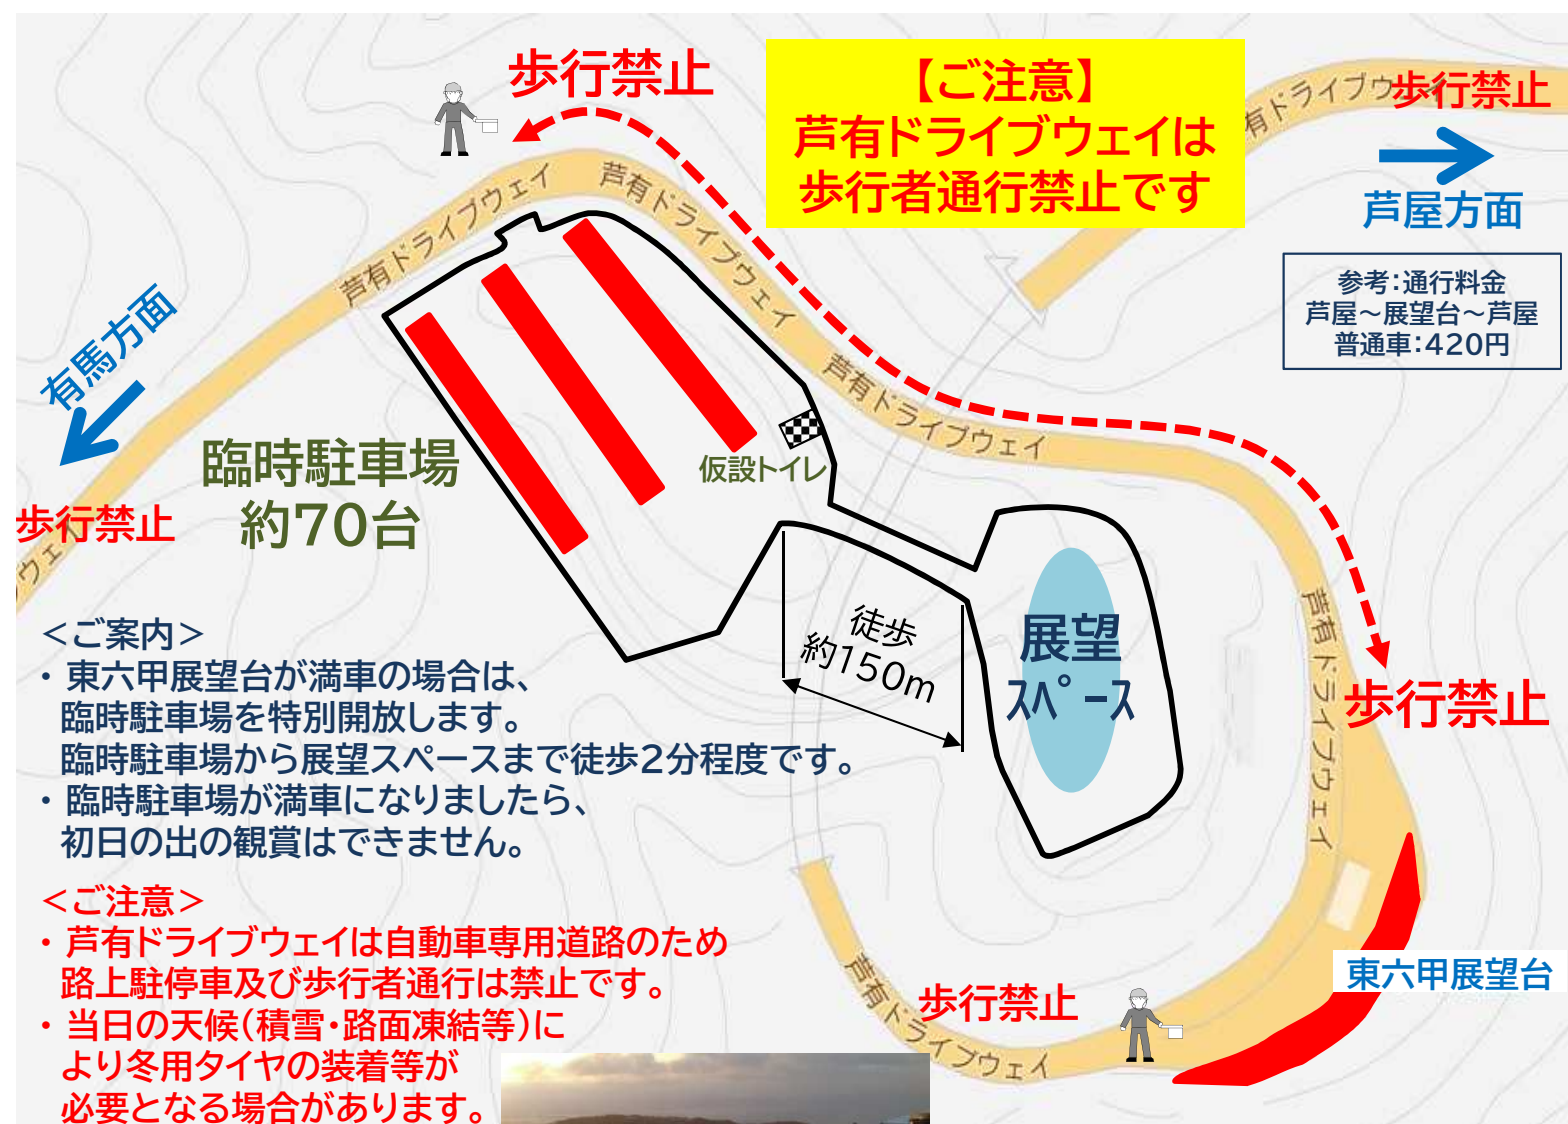 歩行禁止
【ご注意】
芦有ドライブウェイは
歩行者通行禁止です
芦有ドライブウェイ
歩行禁止
芦屋方面
参考:通行料金
芦屋～展望台～芦屋
普通車:420円
芦有ドライブウェイ
芦有ドライブウェイ
有馬方面
歩行禁止
ウェイ
臨時駐車場
約70台
仮設トイレ
芦有ドライブウェイ
徒歩
約150m
展望
スペース
芦有ドライブウェイ
歩行禁止
＜ご案内＞
・東六甲展望台が満車の場合は、
臨時駐車場を特別開放します。
臨時駐車場から展望スペースまで徒歩2分程度です。
・臨時駐車場が満車になりましたら、
初日の出の観賞はできません。
＜ご注意＞
・芦有ドライブウェイは自動車専用道路のため
路上駐停車及び歩行者通行は禁止です。
・当日の天候(積雪・路面凍結等)に
より冬用タイヤの装着等が
必要となる場合があります。
歩行禁止
芦有ドライブウェイ
東六甲展望台